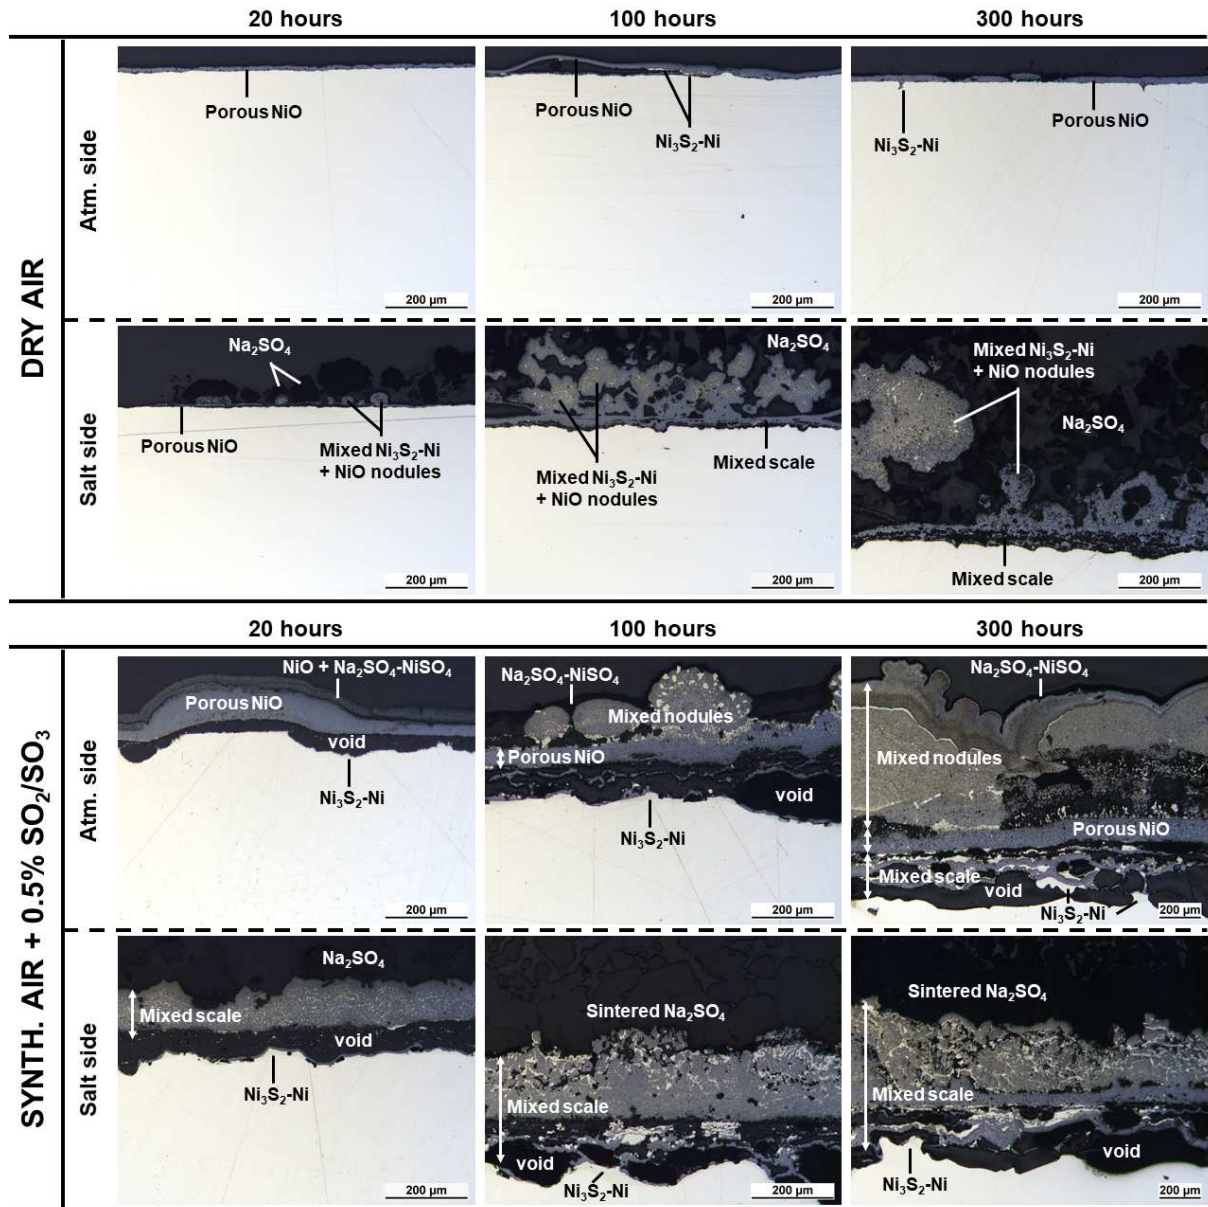 20 hours
100 hours
300 hours
DRY AIR
Atm. side
Porous NiO
200 µm
Porous NiO
Ni₃S₂-Ni
200 µm
Ni₃S₂-Ni
Porous NiO
200 µm
Salt side
Na₂SO₄
Porous NiO
Mixed Ni₃S₂-Ni
+ NiO nodules
200 µm
Na₂SO₄
Mixed Ni₃S₂-Ni
+ NiO nodules
Mixed scale
200 µm
Mixed Ni₃S₂-Ni
+ NiO nodules
Na₂SO₄
Mixed scale
200 µm
20 hours
100 hours
300 hours
SYNTH. AIR + 0.5% SO₂/SO₃
Atm. side
NiO + Na₂SO₄-NiSO₄
Porous NiO
void
Ni₃S₂-Ni
200 µm
Na₂SO₄-NiSO₄
Mixed nodules
Porous NiO
void
Ni₃S₂-Ni
200 µm
Na₂SO₄-NiSO₄
Mixed nodules
Porous NiO
Mixed scale
void
Ni₃S₂-Ni
200 µm
Salt side
Na₂SO₄
Mixed scale
void
Ni₃S₂-Ni
200 µm
Sintered Na₂SO₄
Mixed scale
void
Ni₃S₂-Ni
200 µm
Sintered Na₂SO₄
Mixed scale
void
Ni₃S₂-Ni
200 µm